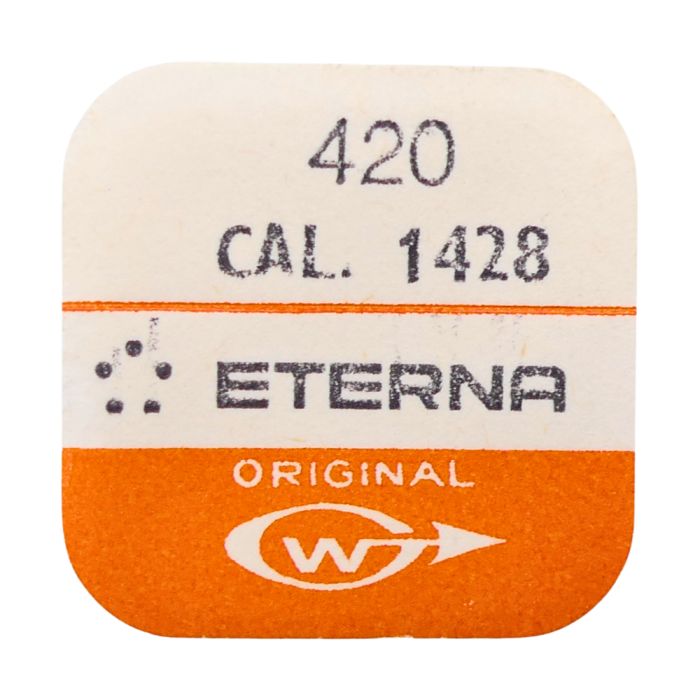 420
CAL. 1428
ETERNA
ORIGINAL
W